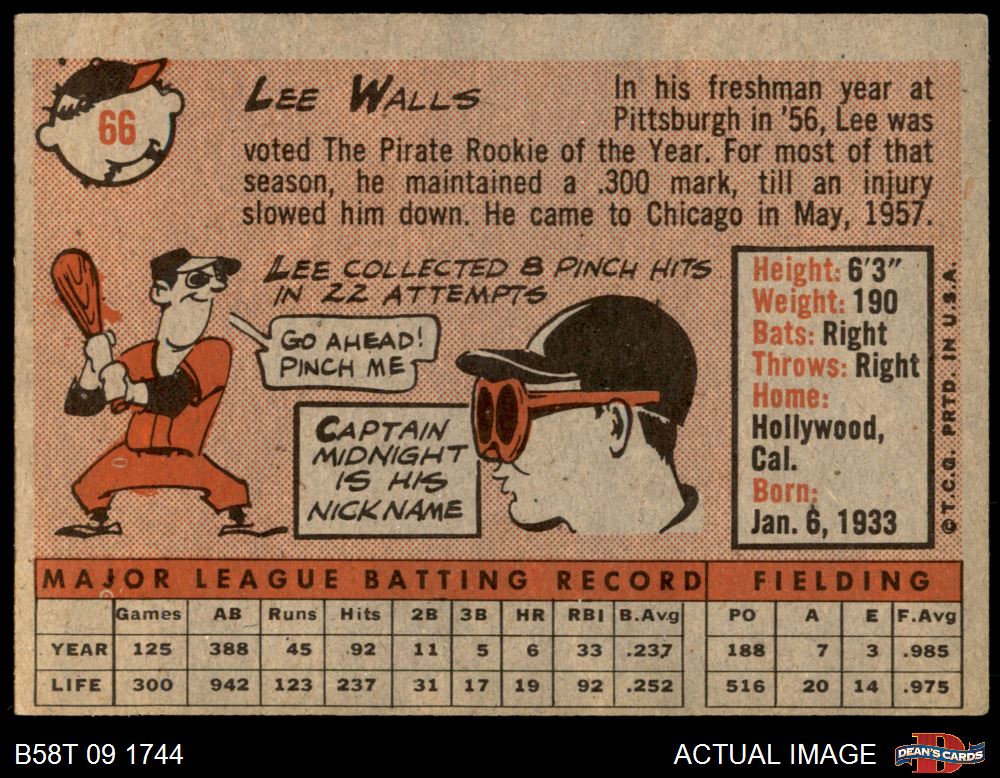 66
LEE WALLS
In his freshman year at
Pittsburgh in '56, Lee was
voted The Pirate Rookie of the Year. For most of that
season, he maintained a .300 mark, till an injury
slowed him down. He came to Chicago in May, 1957.
LEE COLLECTED 8 PINCH HITS
IN 22 ATTEMPTS
GO AHEAD!
PINCH ME
CAPTAIN
MIDNIGHT
IS HIS
NICKNAME
Height: 6'3"
Weight: 190
Bats: Right
Throws: Right
Home:
Hollywood,
Cal.
Born:
Jan. 6, 1933
©T.C.G. PRTD. IN U.S.A.
MAJOR LEAGUE BATTING RECORD FIELDING
Games AB Runs Hits 2B 3B HR RBI B.Avg PO A E F.Avg
YEAR 125 388 45 92 11 5 6 33 .237 188 7 3 .985
LIFE 300 942 123 237 31 17 19 92 .252 516 20 14 .975
B58T 09 1744
ACTUAL IMAGE
D
DEAN'S CARDS